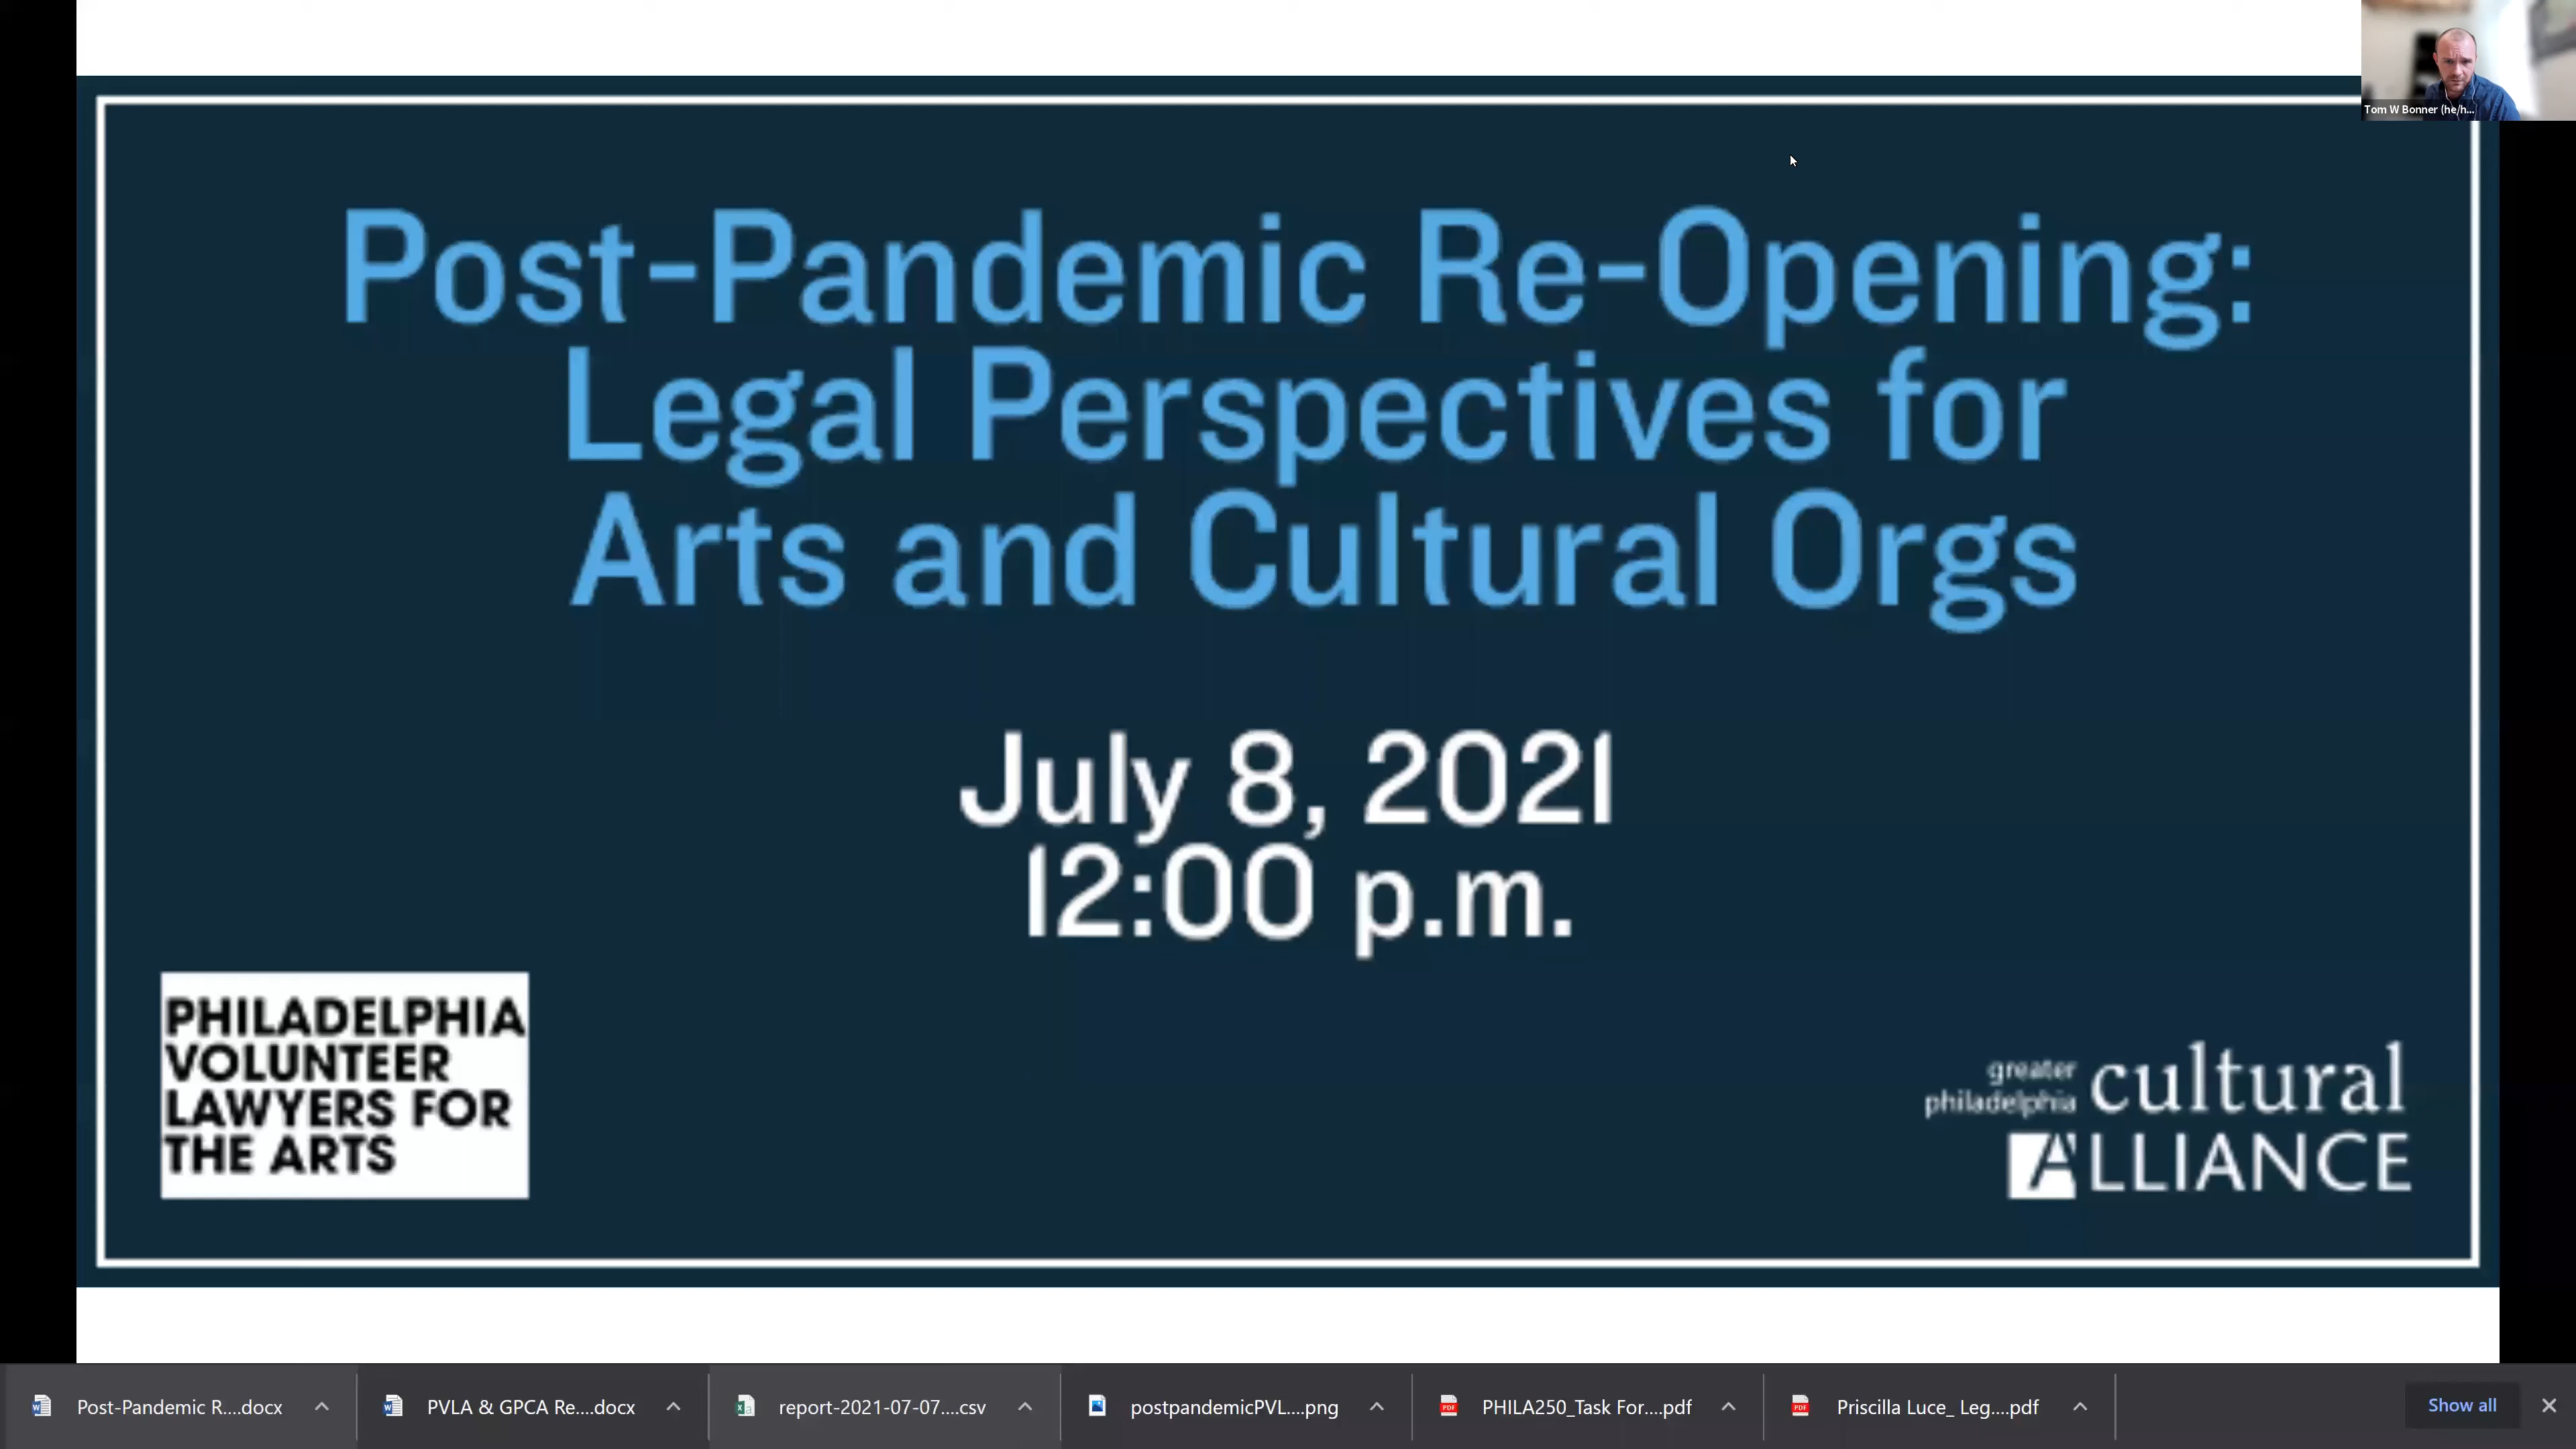 Tom W Bonner (he/h...
Post-Pandemic Re-Opening:
Legal Perspectives for
Arts and Cultural Orgs
July 8, 2021
12:00 p.m.
PHILADELPHIA
VOLUNTEER
LAWYERS FOR
THE ARTS
greater
philadelphia
cultural
ALLIANCE
Post-Pandemic R....docx
PVLA & GPCA Re....docx
report-2021-07-07....csv
postpandemicPVL....png
PHILA250_Task For....pdf
Priscilla Luce_ Leg....pdf
Show all